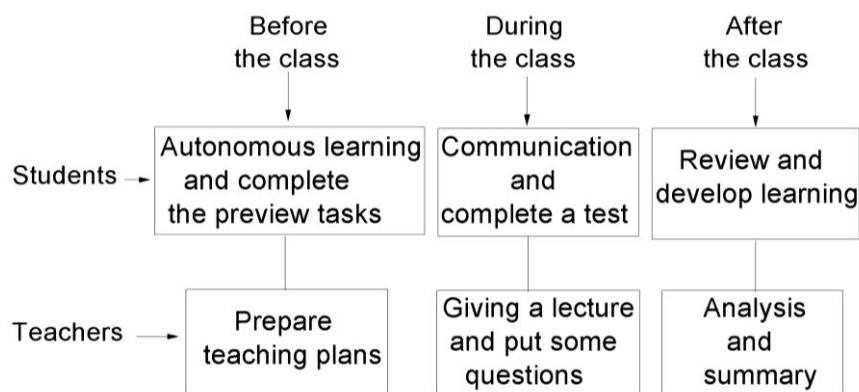 Before
the class
During
the class
After
the class
Students
Autonomous learning
and complete
the preview tasks
Communication
and
complete a test
Review and
develop learning
Teachers
Prepare
teaching plans
Giving a lecture
and put some
questions
Analysis
and
summary